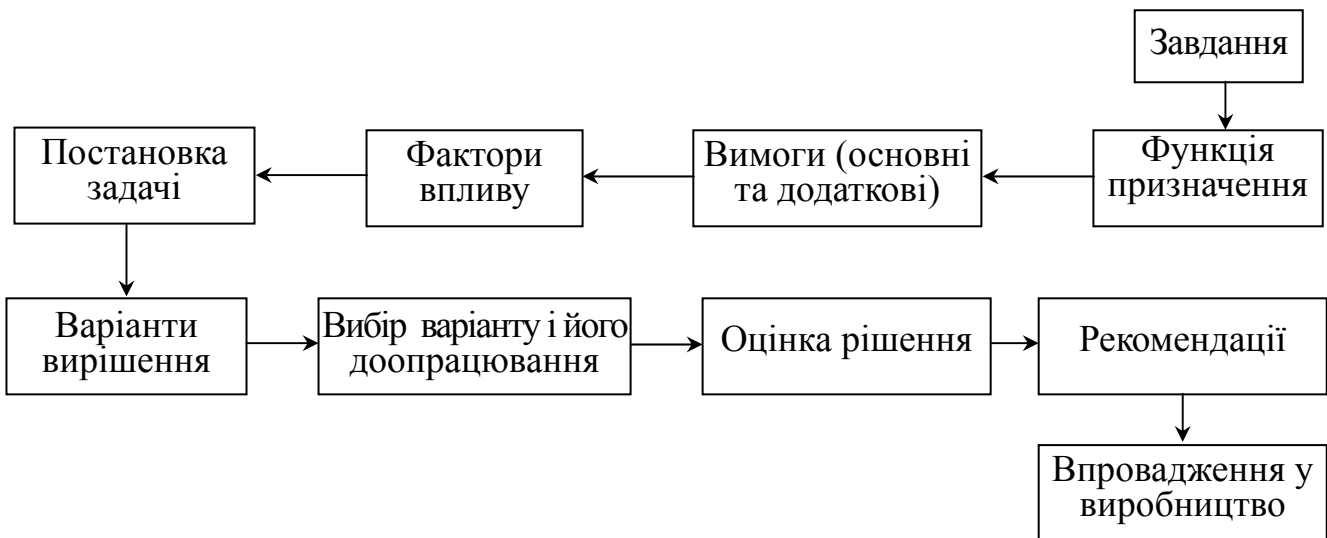 Завдання
Функція
призначення
Вимоги (основні
та додаткові)
Фактори
впливу
Постановка
задачі
Варіанти
вирішення
Вибір варіанту і його
доопрацювання
Оцінка рішення
Рекомендації
Впровадження у
виробництво